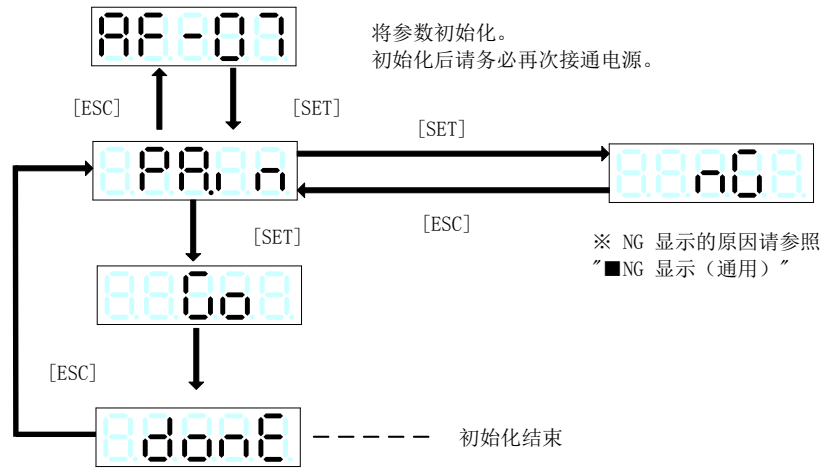 AF-07
将参数初始化。
初始化后请务必再次接通电源。
[ESC]
[SET]
[SET]
PA.i n
nG
[ESC]
[SET]
※ NG 显示的原因请参照
"■NG 显示（通用）"
Go
[ESC]
donE
初始化结束